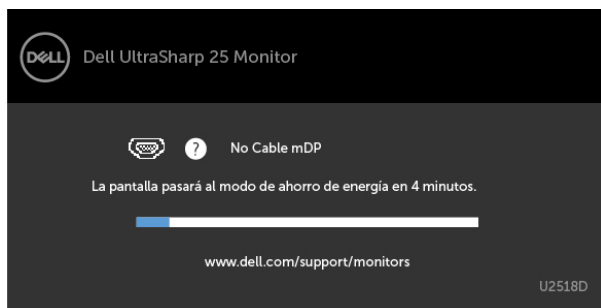 DELL Dell UltraSharp 25 Monitor
? No Cable mDP
La pantalla pasará al modo de ahorro de energía en 4 minutos.
www.dell.com/support/monitors
U2518D